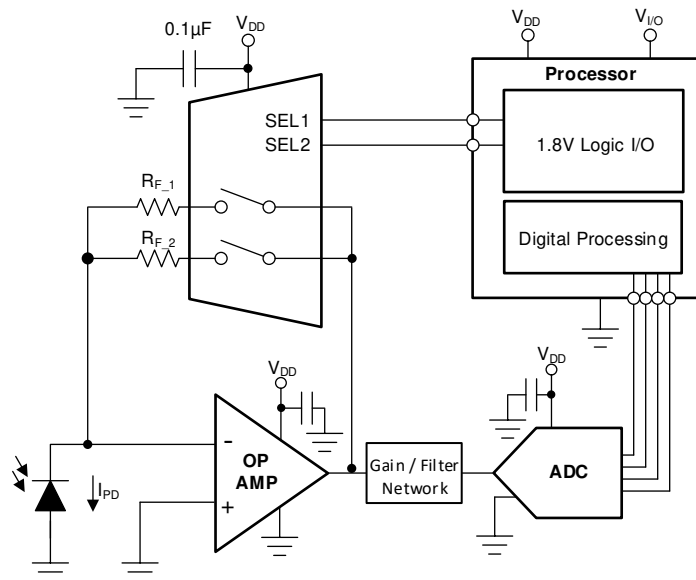 0.1µF
VDD
VDD
VI/O
Processor
SEL1
SEL2
1.8V Logic I/O
RF_1
RF_2
Digital Processing
VDD
VDD
-
+
OP
AMP
IPD
Gain / Filter
Network
ADC